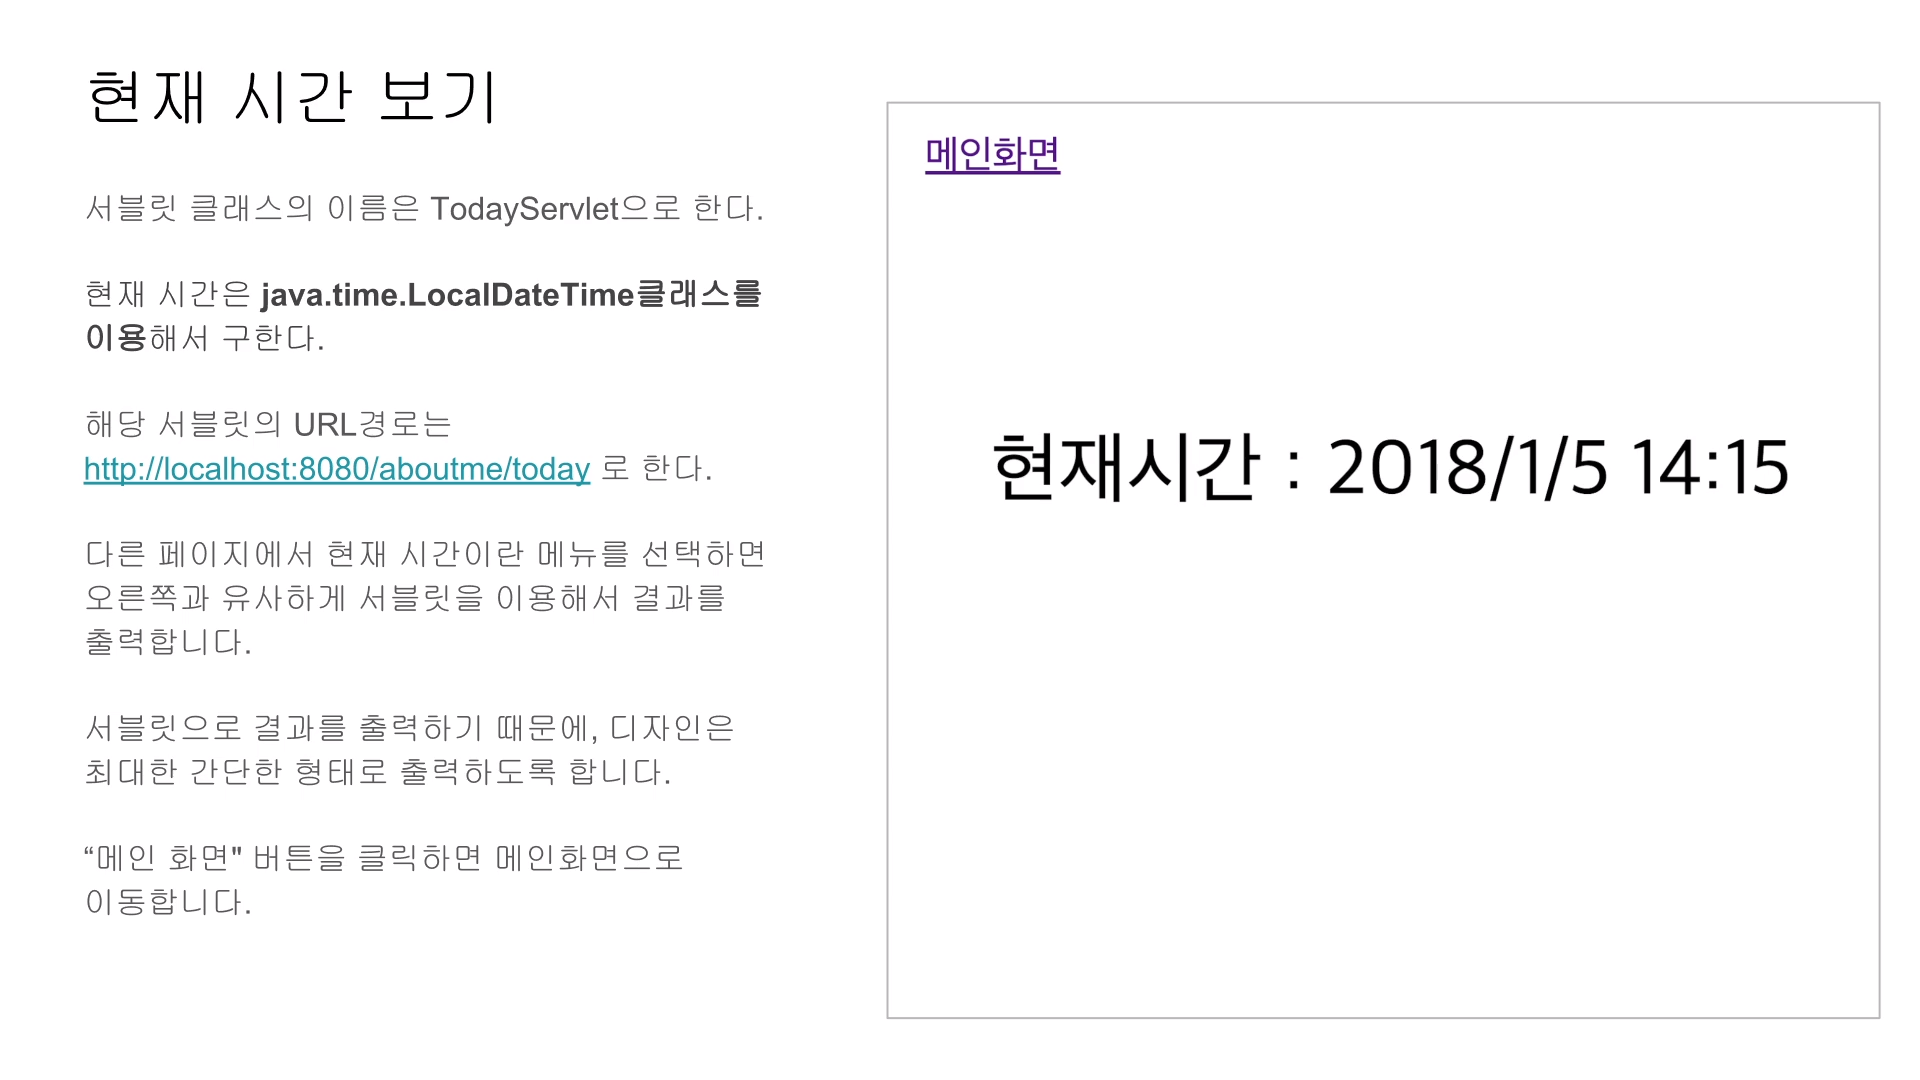 현재 시간 보기
서블릿 클래스의 이름은 TodayServlet으로 한다.
현재 시간은 java.time.LocalDateTime클래스를
이용해서 구한다.
해당 서블릿의 URL경로는
http://localhost:8080/aboutme/today 로 한다.
다른 페이지에서 현재 시간이란 메뉴를 선택하면
오른쪽과 유사하게 서블릿을 이용해서 결과를
출력합니다.
서블릿으로 결과를 출력하기 때문에, 디자인은
최대한 간단한 형태로 출력하도록 합니다.
“메인 화면" 버튼을 클릭하면 메인화면으로
이동합니다.
메인화면
현재시간 : 2018/1/5 14:15